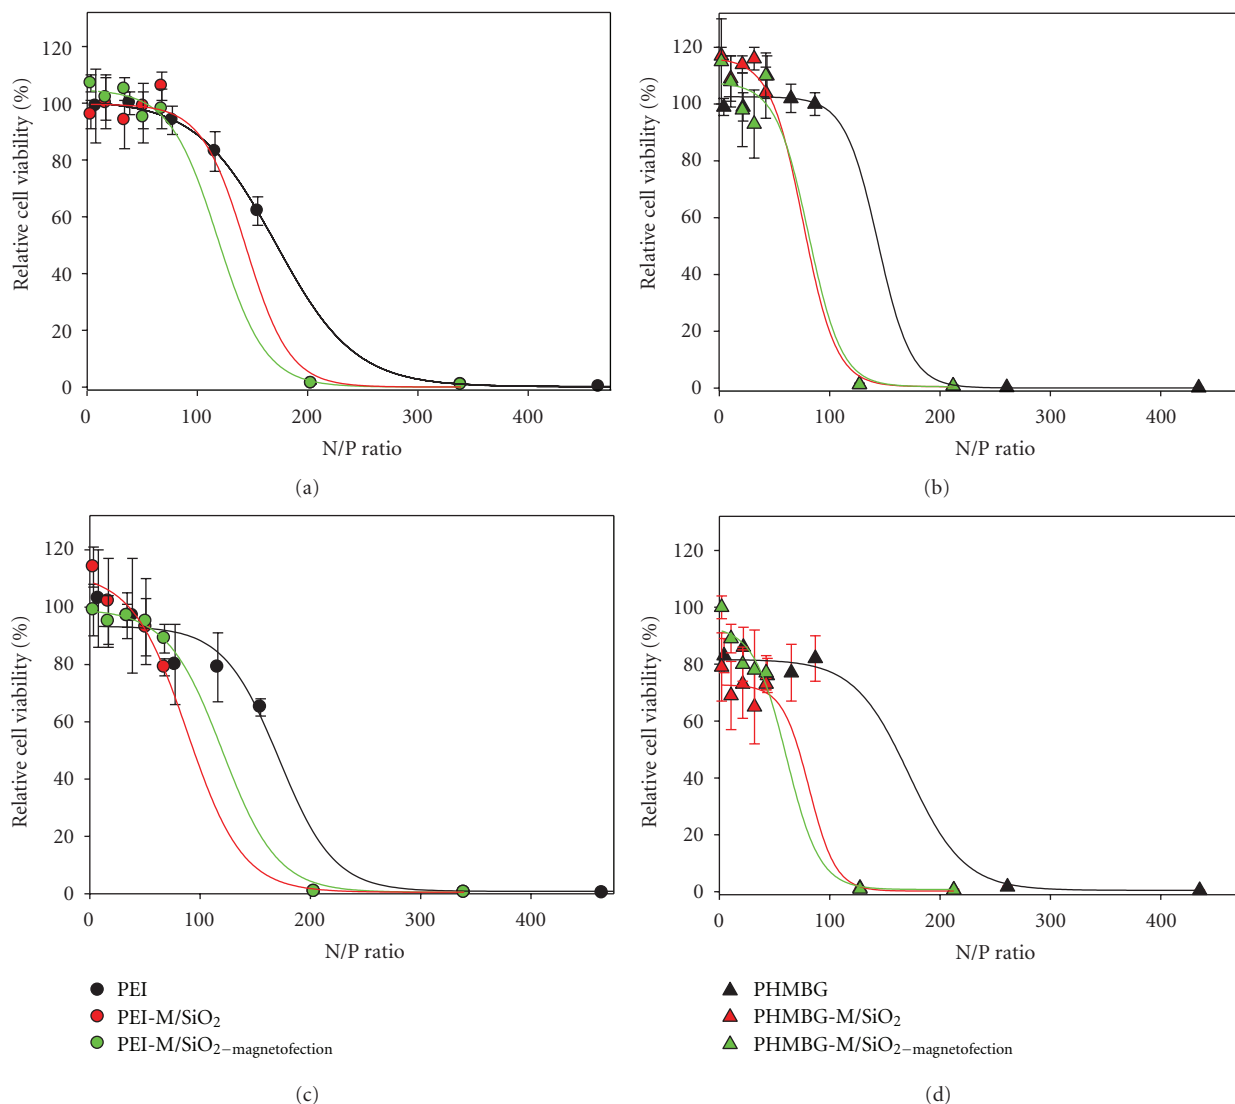 120
100
80
60
40
20
0
Relative cell viability (%)
0 100 200 300 400
N/P ratio
(a)
120
100
80
60
40
20
0
Relative cell viability (%)
0 100 200 300 400
N/P ratio
(b)
120
100
80
60
40
20
0
Relative cell viability (%)
0 100 200 300 400
N/P ratio
PEI
PEI-M/SiO₂
PEI-M/SiO₂₋magnetofection
(c)
120
100
80
60
40
20
0
Relative cell viability (%)
0 100 200 300 400
N/P ratio
PHMBG
PHMBG-M/SiO₂
PHMBG-M/SiO₂₋magnetofection
(d)